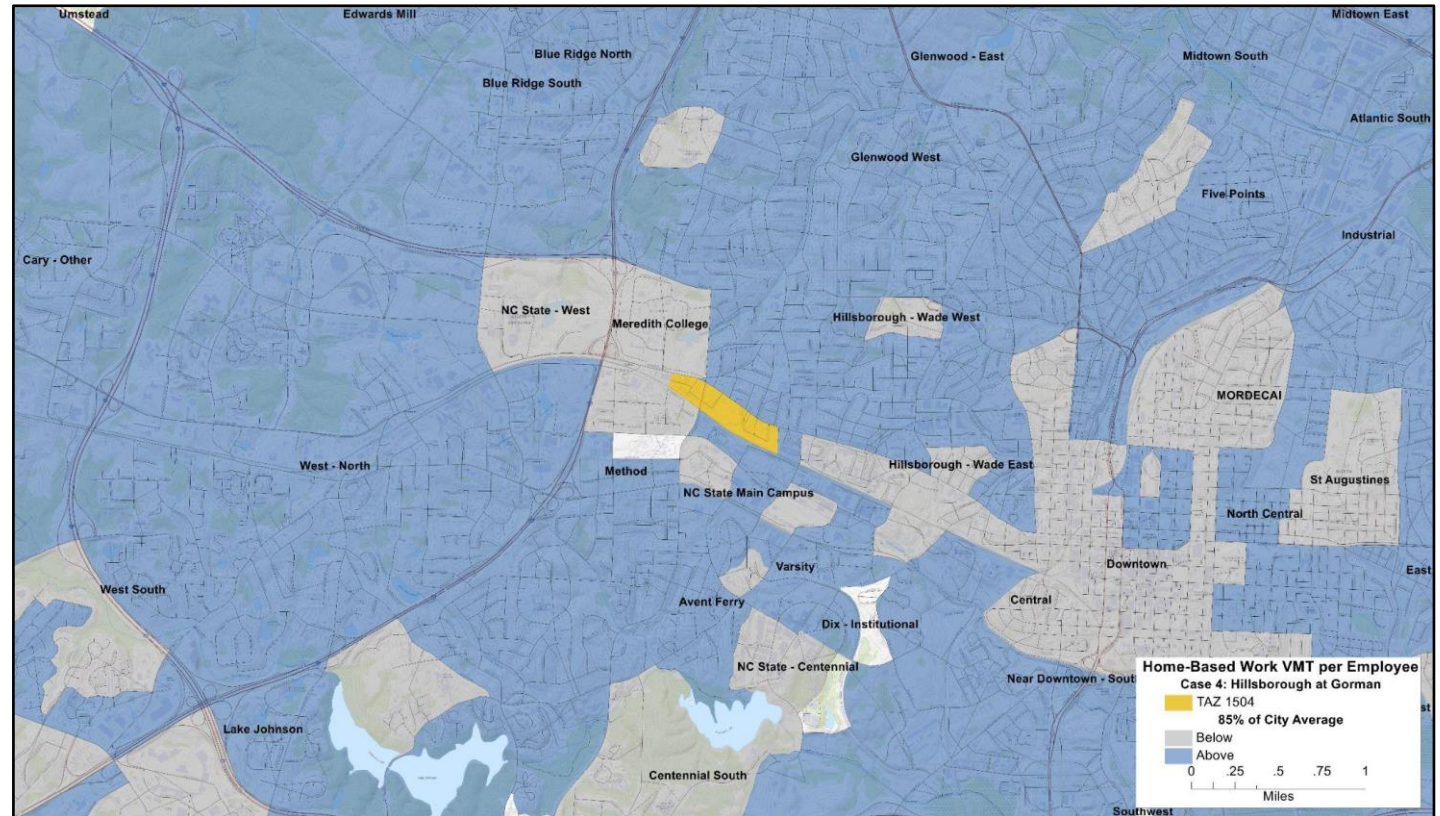 Umstead
Edwards Mill
Midtown East
Blue Ridge North
Glenwood - East
Midtown South
Blue Ridge South
Atlantic South
Glenwood West
Five Points
Industrial
Cary - Other
NC State - West
Meredith College
Hillsborough - Wade West
MORDECAI
West - North
Method
Hillsborough - Wade East
St Augustines
NC State Main Campus
North Central
Varsity
Downtown
East
West South
Avent Ferry
Central
Dix - Institutional
NC State - Centennial
Near Downtown - Sout
Lake Johnson
Centennial South
Southwest
Home-Based Work VMT per Employee
Case 4: Hillsborough at Gorman
TAZ 1504
85% of City Average
Below
Above
0 .25 .5 .75 1
Miles